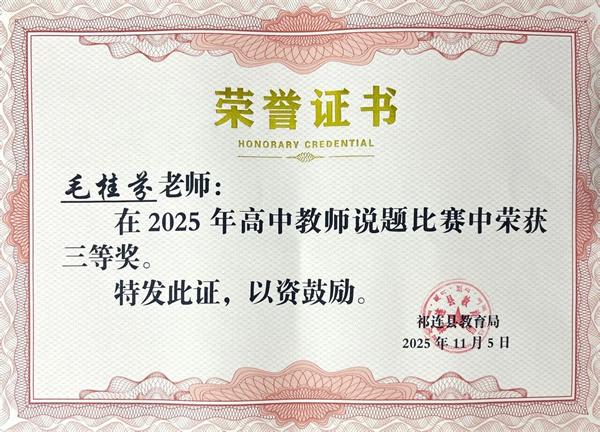 荣誉证书
HONORARY CREDENTIAL
毛桂芬老师：
在2025年高中教师说题比赛中荣获
三等奖。
特发此证，以资鼓励。
祁连县教育局
2025年11月5日